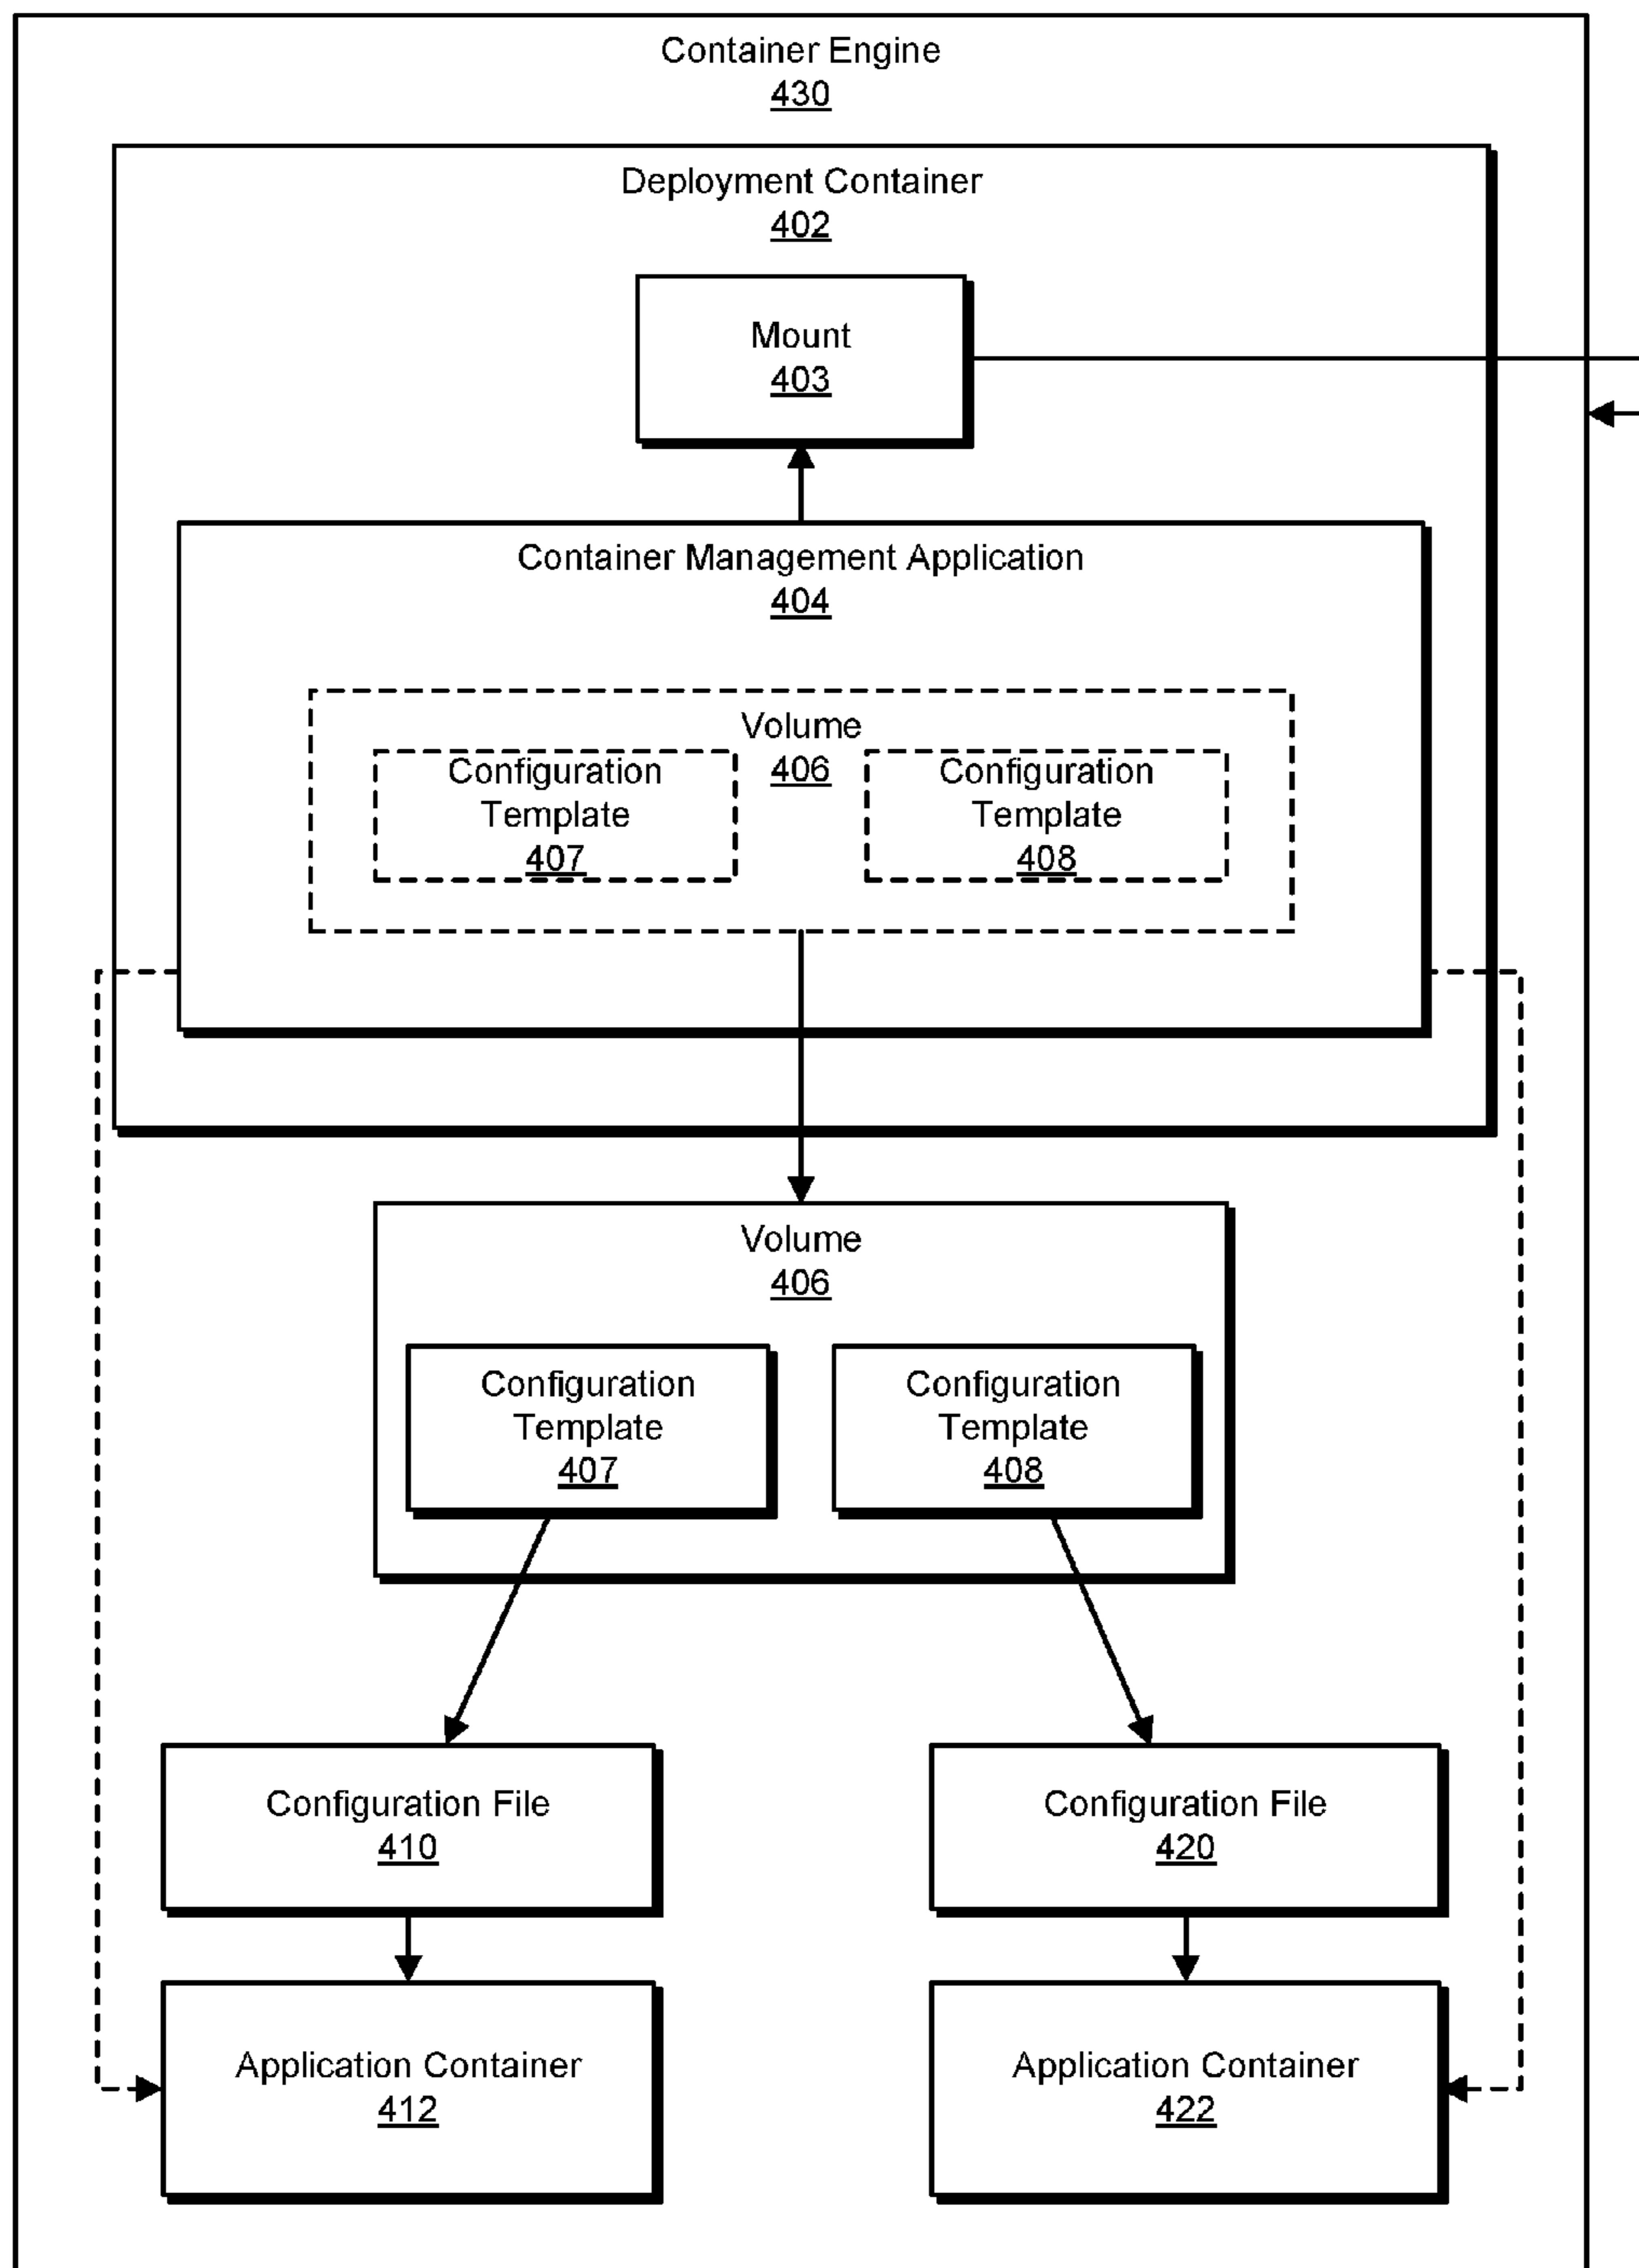 Container Engine
430
Deployment Container
402
Mount
403
Container Management Application
404
Volume
406
Configuration
Template
407
Configuration
Template
408
Volume
406
Configuration
Template
407
Configuration
Template
408
Configuration File
410
Configuration File
420
Application Container
412
Application Container
422